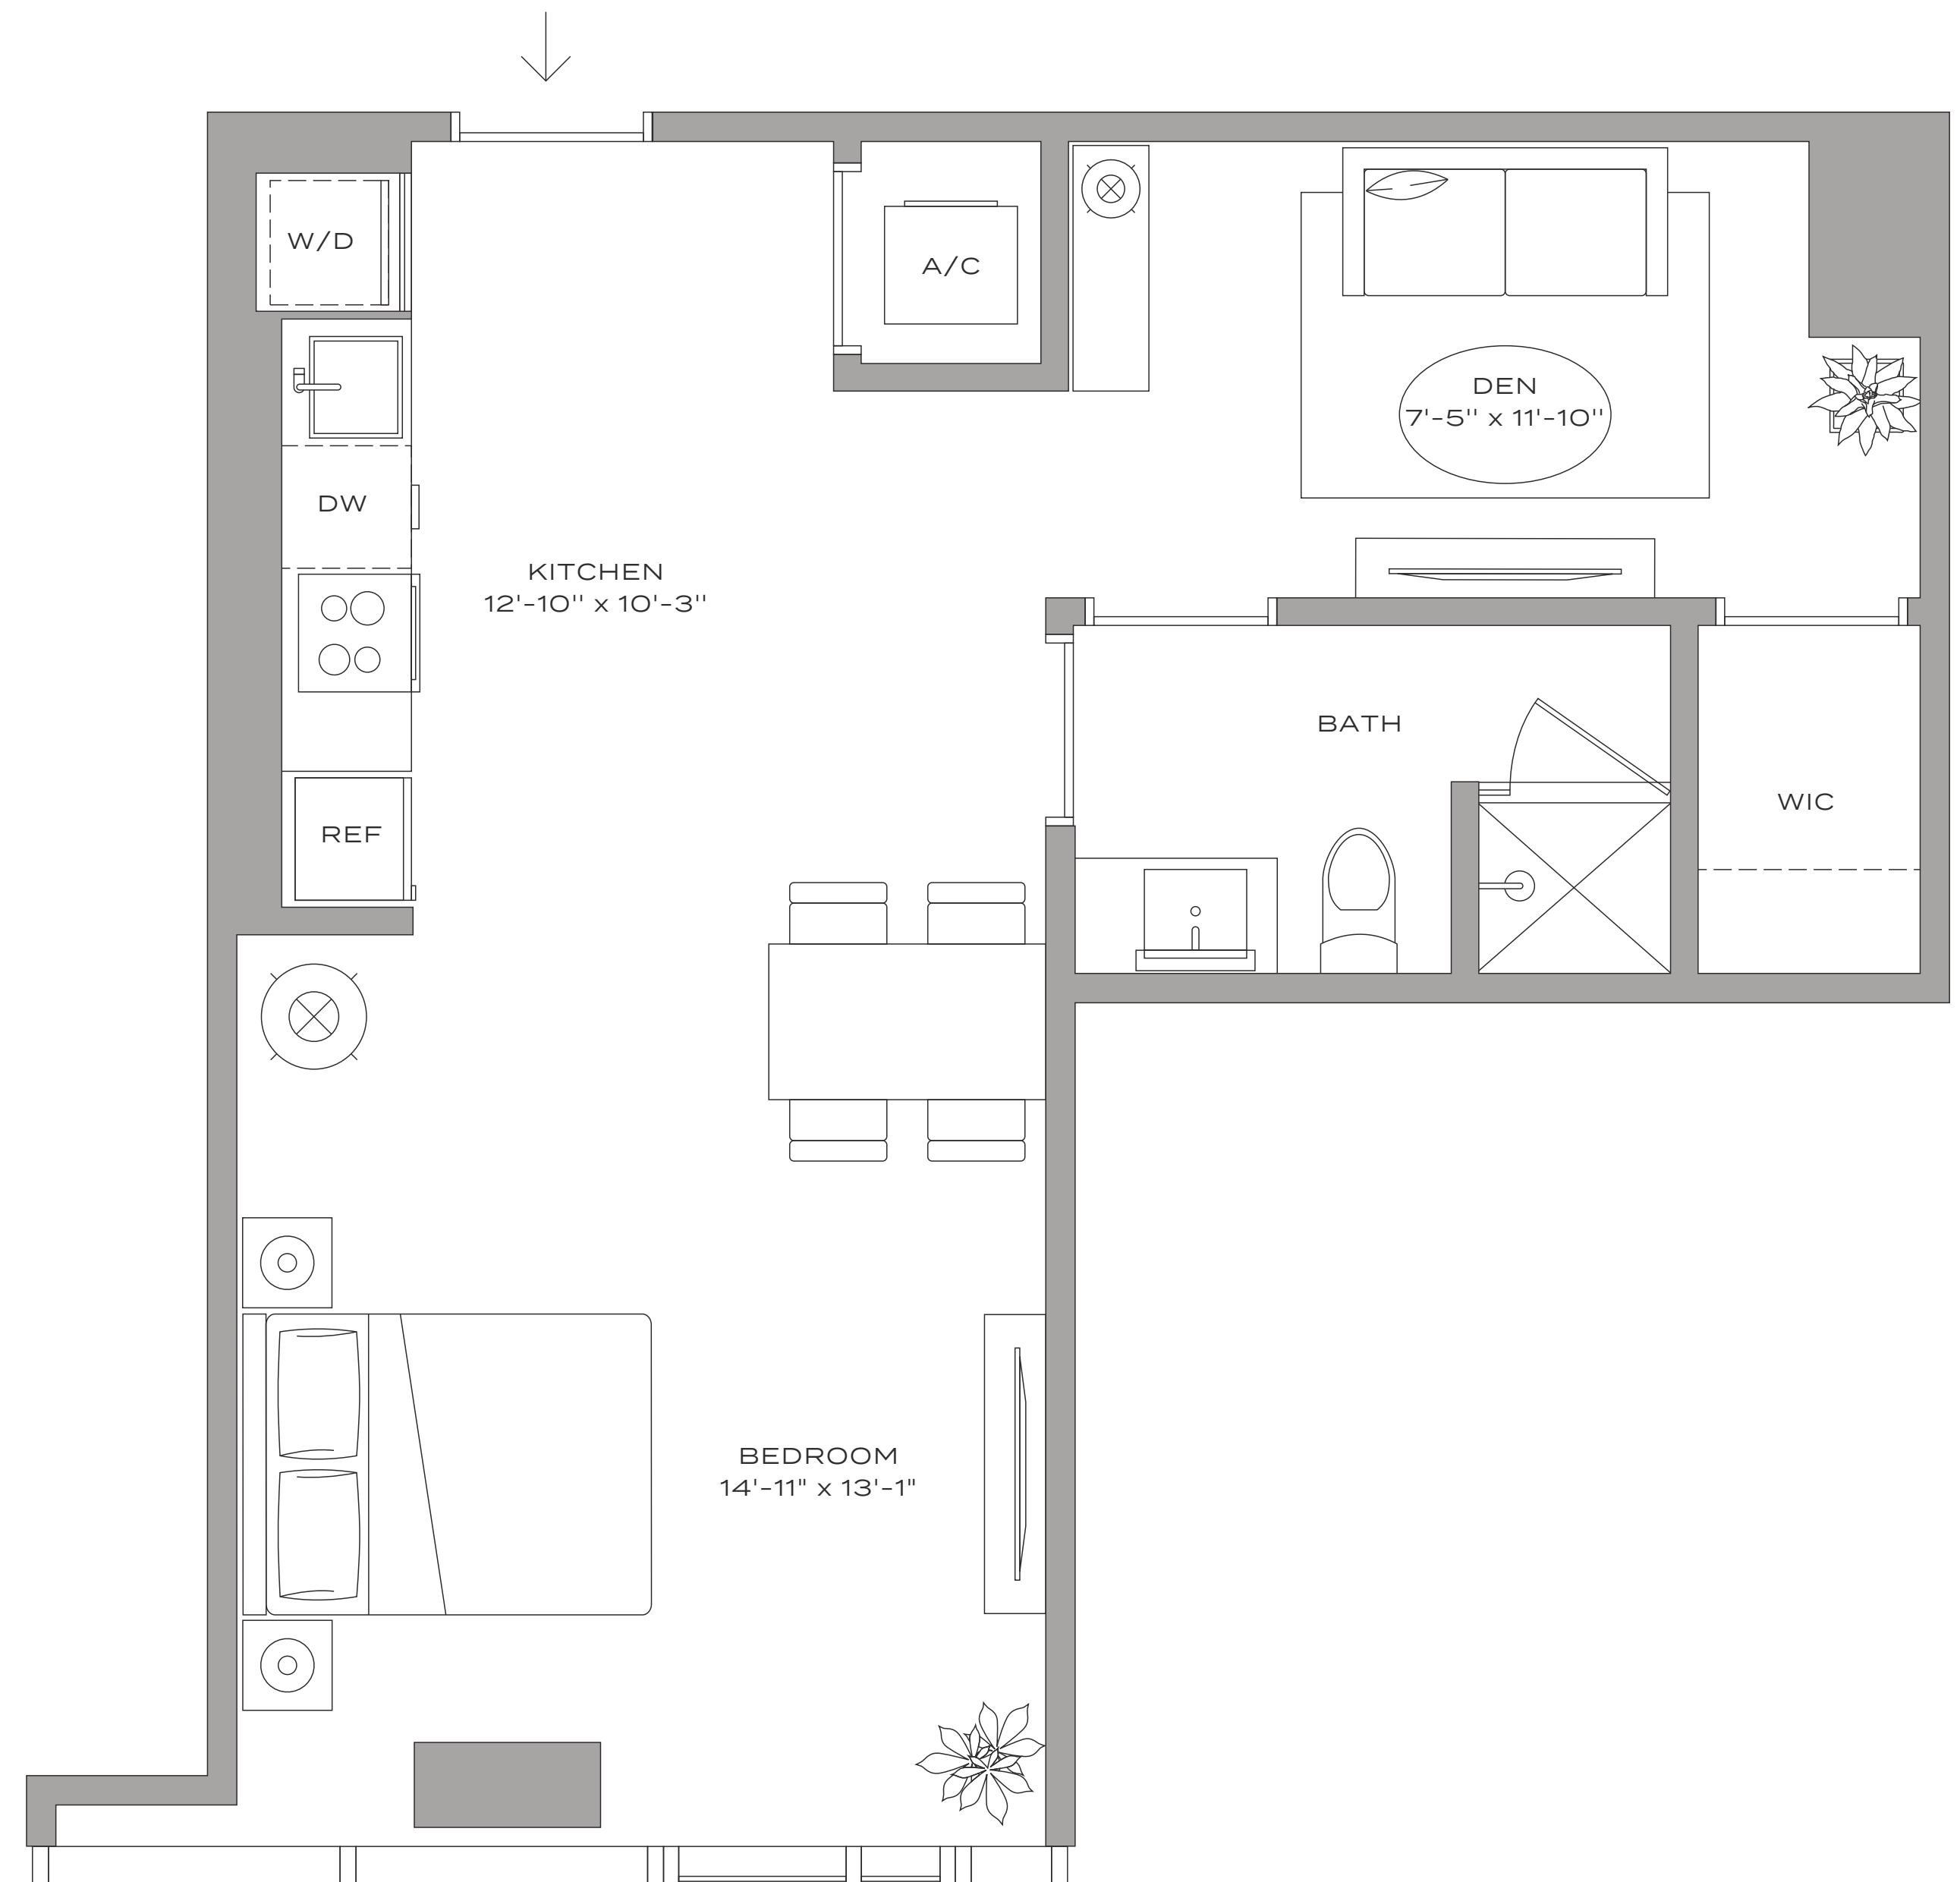 W/D
A/C
DEN
7'-5" x 11'-10"
DW
KITCHEN
12'-10" x 10'-3"
BATH
WIC
REF
BEDROOM
14'-11" x 13'-1"